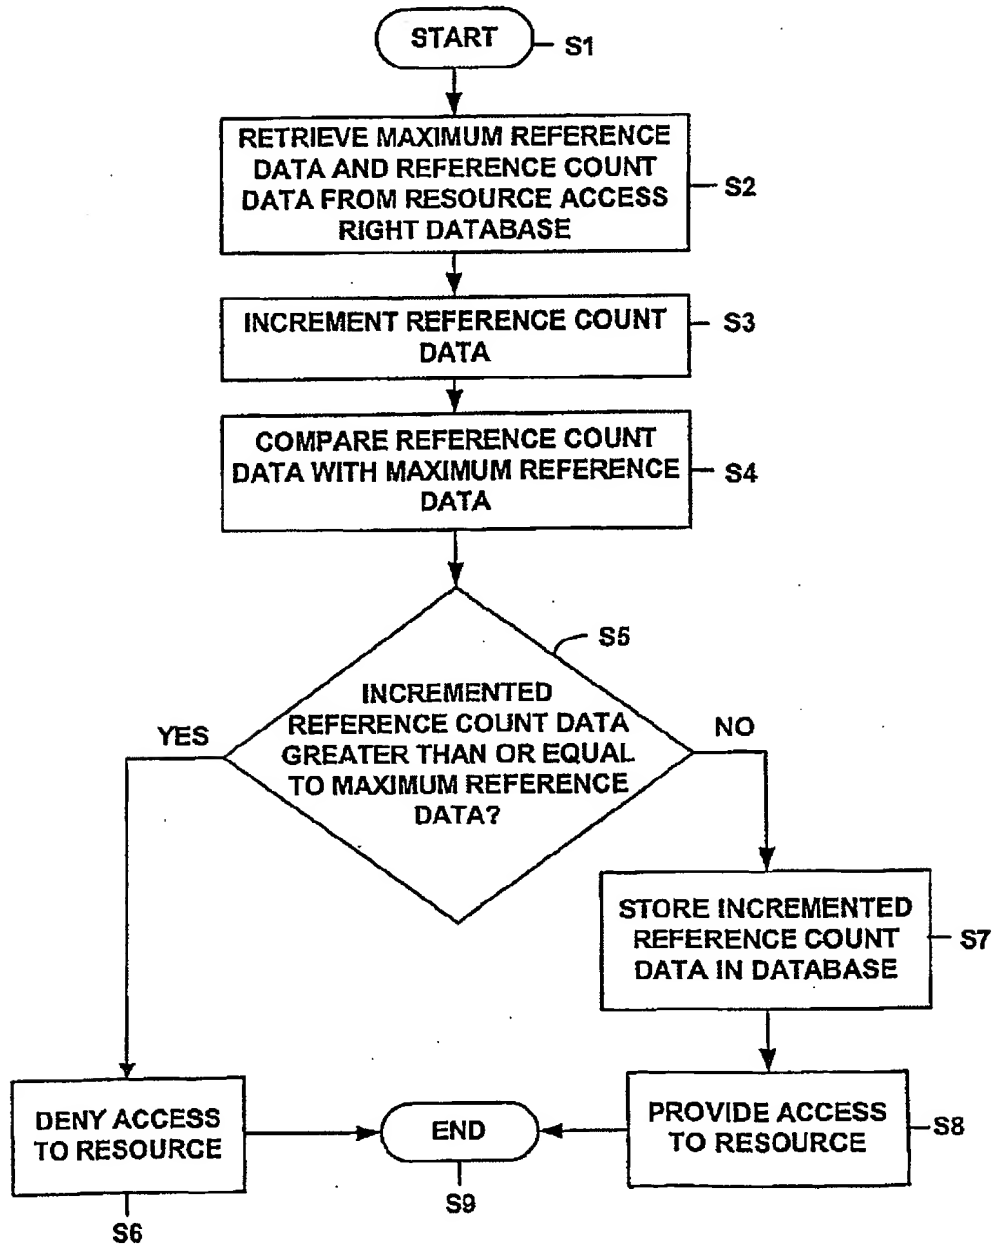 START
S1
RETRIEVE MAXIMUM REFERENCE
DATA AND REFERENCE COUNT
DATA FROM RESOURCE ACCESS
RIGHT DATABASE
S2
INCREMENT REFERENCE COUNT
DATA
S3
COMPARE REFERENCE COUNT
DATA WITH MAXIMUM REFERENCE
DATA
S4
S5
INCREMENTED
REFERENCE COUNT DATA
GREATER THAN OR EQUAL
TO MAXIMUM REFERENCE
DATA?
YES
NO
STORE INCREMENTED
REFERENCE COUNT
DATA IN DATABASE
S7
DENY ACCESS
TO RESOURCE
S6
END
S9
PROVIDE ACCESS
TO RESOURCE
S8